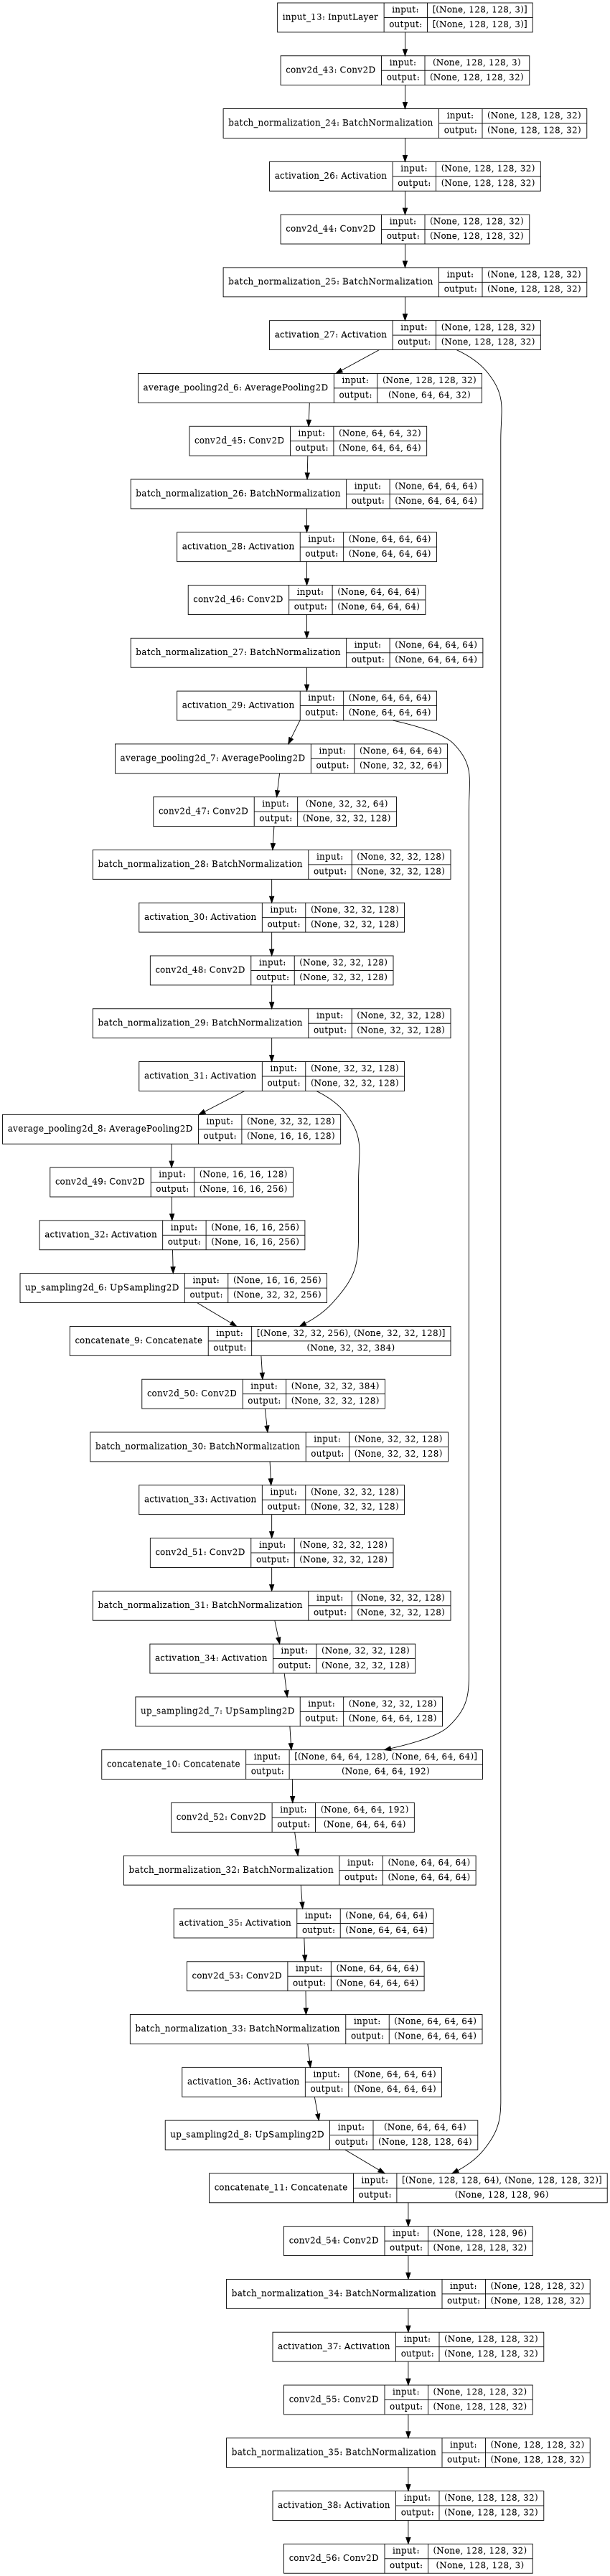 input_13: InputLayer input: [(None, 128, 128, 3)]
output: [(None, 128, 128, 3)]
conv2d_43: Conv2D input: (None, 128, 128, 3)
output: (None, 128, 128, 32)
batch_normalization_24: BatchNormalization input: (None, 128, 128, 32)
output: (None, 128, 128, 32)
activation_26: Activation input: (None, 128, 128, 32)
output: (None, 128, 128, 32)
conv2d_44: Conv2D input: (None, 128, 128, 32)
output: (None, 128, 128, 32)
batch_normalization_25: BatchNormalization input: (None, 128, 128, 32)
output: (None, 128, 128, 32)
activation_27: Activation input: (None, 128, 128, 32)
output: (None, 128, 128, 32)
average_pooling2d_6: AveragePooling2D input: (None, 128, 128, 32)
output: (None, 64, 64, 32)
conv2d_45: Conv2D input: (None, 64, 64, 32)
output: (None, 64, 64, 64)
batch_normalization_26: BatchNormalization input: (None, 64, 64, 64)
output: (None, 64, 64, 64)
activation_28: Activation input: (None, 64, 64, 64)
output: (None, 64, 64, 64)
conv2d_46: Conv2D input: (None, 64, 64, 64)
output: (None, 64, 64, 64)
batch_normalization_27: BatchNormalization input: (None, 64, 64, 64)
output: (None, 64, 64, 64)
activation_29: Activation input: (None, 64, 64, 64)
output: (None, 64, 64, 64)
average_pooling2d_7: AveragePooling2D input: (None, 64, 64, 64)
output: (None, 32, 32, 64)
conv2d_47: Conv2D input: (None, 32, 32, 64)
output: (None, 32, 32, 128)
batch_normalization_28: BatchNormalization input: (None, 32, 32, 128)
output: (None, 32, 32, 128)
activation_30: Activation input: (None, 32, 32, 128)
output: (None, 32, 32, 128)
conv2d_48: Conv2D input: (None, 32, 32, 128)
output: (None, 32, 32, 128)
batch_normalization_29: BatchNormalization input: (None, 32, 32, 128)
output: (None, 32, 32, 128)
activation_31: Activation input: (None, 32, 32, 128)
output: (None, 32, 32, 128)
average_pooling2d_8: AveragePooling2D input: (None, 32, 32, 128)
output: (None, 16, 16, 128)
conv2d_49: Conv2D input: (None, 16, 16, 128)
output: (None, 16, 16, 256)
activation_32: Activation input: (None, 16, 16, 256)
output: (None, 16, 16, 256)
up_sampling2d_6: UpSampling2D input: (None, 16, 16, 256)
output: (None, 32, 32, 256)
concatenate_9: Concatenate input: [(None, 32, 32, 256), (None, 32, 32, 128)]
output: (None, 32, 32, 384)
conv2d_50: Conv2D input: (None, 32, 32, 384)
output: (None, 32, 32, 128)
batch_normalization_30: BatchNormalization input: (None, 32, 32, 128)
output: (None, 32, 32, 128)
activation_33: Activation input: (None, 32, 32, 128)
output: (None, 32, 32, 128)
conv2d_51: Conv2D input: (None, 32, 32, 128)
output: (None, 32, 32, 128)
batch_normalization_31: BatchNormalization input: (None, 32, 32, 128)
output: (None, 32, 32, 128)
activation_34: Activation input: (None, 32, 32, 128)
output: (None, 32, 32, 128)
up_sampling2d_7: UpSampling2D input: (None, 32, 32, 128)
output: (None, 64, 64, 128)
concatenate_10: Concatenate input: [(None, 64, 64, 128), (None, 64, 64, 64)]
output: (None, 64, 64, 192)
conv2d_52: Conv2D input: (None, 64, 64, 192)
output: (None, 64, 64, 64)
batch_normalization_32: BatchNormalization input: (None, 64, 64, 64)
output: (None, 64, 64, 64)
activation_35: Activation input: (None, 64, 64, 64)
output: (None, 64, 64, 64)
conv2d_53: Conv2D input: (None, 64, 64, 64)
output: (None, 64, 64, 64)
batch_normalization_33: BatchNormalization input: (None, 64, 64, 64)
output: (None, 64, 64, 64)
activation_36: Activation input: (None, 64, 64, 64)
output: (None, 64, 64, 64)
up_sampling2d_8: UpSampling2D input: (None, 64, 64, 64)
output: (None, 128, 128, 64)
concatenate_11: Concatenate input: [(None, 128, 128, 64), (None, 128, 128, 32)]
output: (None, 128, 128, 96)
conv2d_54: Conv2D input: (None, 128, 128, 96)
output: (None, 128, 128, 32)
batch_normalization_34: BatchNormalization input: (None, 128, 128, 32)
output: (None, 128, 128, 32)
activation_37: Activation input: (None, 128, 128, 32)
output: (None, 128, 128, 32)
conv2d_55: Conv2D input: (None, 128, 128, 32)
output: (None, 128, 128, 32)
batch_normalization_35: BatchNormalization input: (None, 128, 128, 32)
output: (None, 128, 128, 32)
activation_38: Activation input: (None, 128, 128, 32)
output: (None, 128, 128, 32)
conv2d_56: Conv2D input: (None, 128, 128, 32)
output: (None, 128, 128, 3)